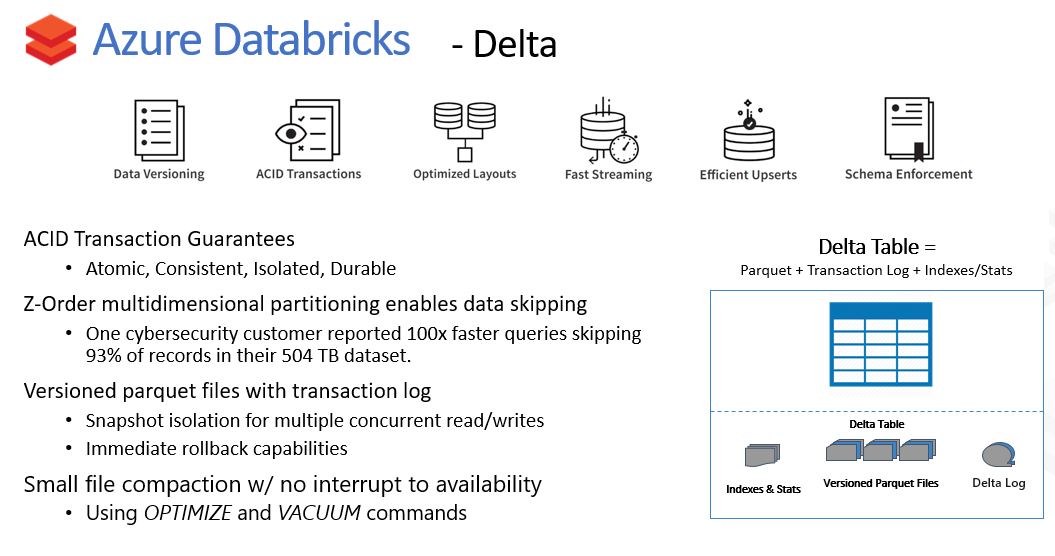 Azure Databricks - Delta
Data Versioning
ACID Transactions
Optimized Layouts
Fast Streaming
Efficient Upserts
Schema Enforcement
ACID Transaction Guarantees
• Atomic, Consistent, Isolated, Durable
Z-Order multidimensional partitioning enables data skipping
• One cybersecurity customer reported 100x faster queries skipping
93% of records in their 504 TB dataset.
Versioned parquet files with transaction log
• Snapshot isolation for multiple concurrent read/writes
• Immediate rollback capabilities
Small file compaction w/ no interrupt to availability
• Using OPTIMIZE and VACUUM commands
Delta Table =
Parquet + Transaction Log + Indexes/Stats
Delta Table
Indexes & Stats
Versioned Parquet Files
Delta Log